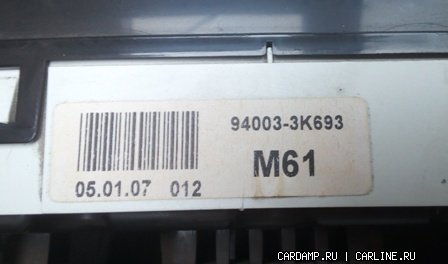 94003-3K693
M61
05.01.07 012
CARDAMP.RU | CARLINE.RU